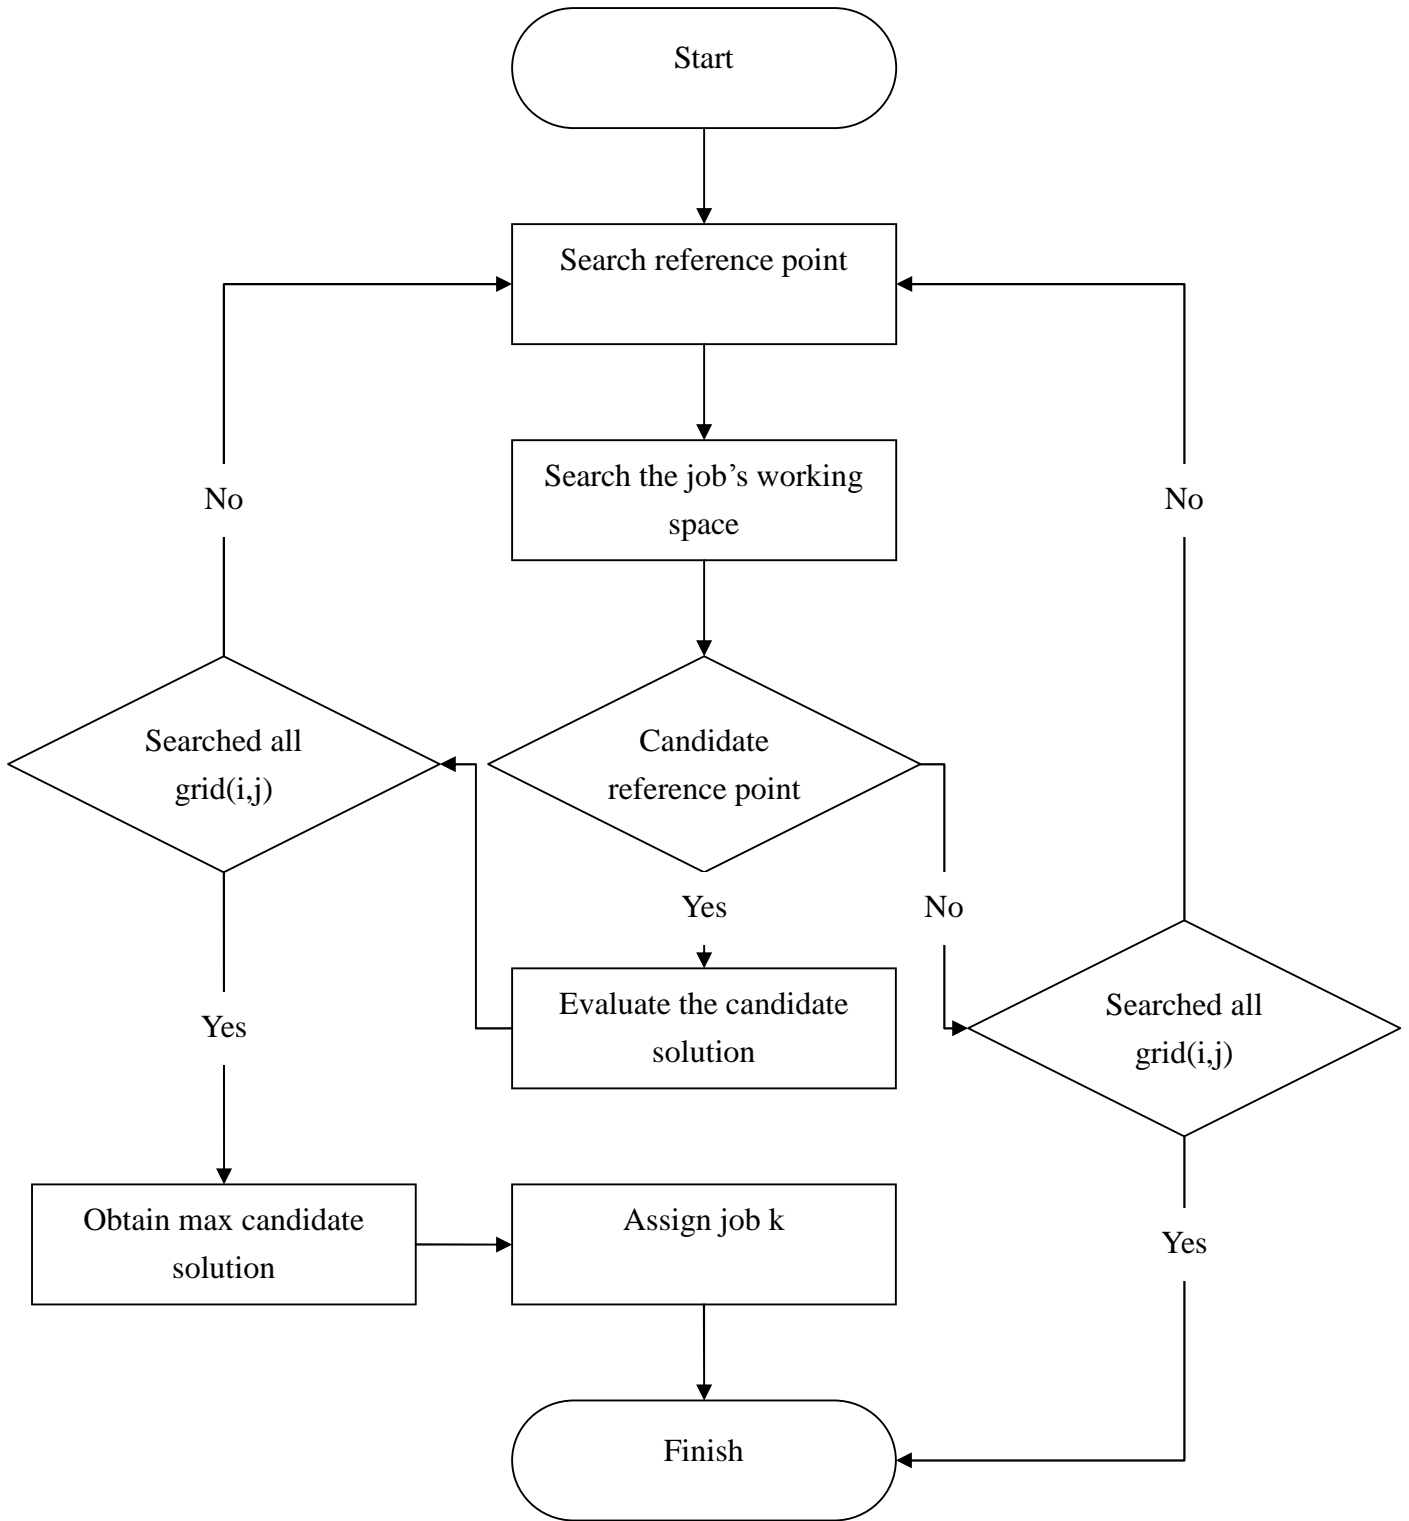 Start
Search reference point
Search the job’s working
space
No
No
Searched all
grid(i,j)
Candidate
reference point
Yes
No
Yes
Evaluate the candidate
solution
Searched all
grid(i,j)
Obtain max candidate
solution
Assign job k
Yes
Finish